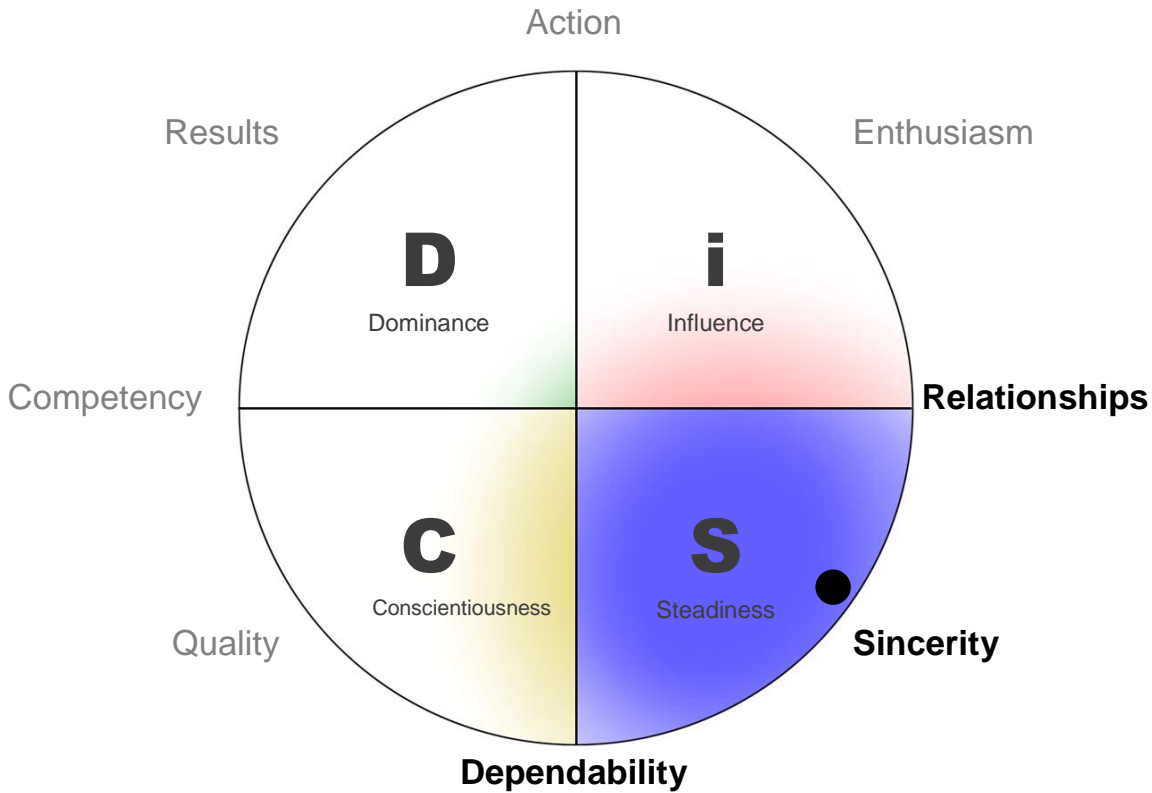 Action
Results
Enthusiasm
D
i
Dominance
Influence
Competency
Relationships
C
S
Conscientiousness
Steadiness
Quality
Sincerity
Dependability